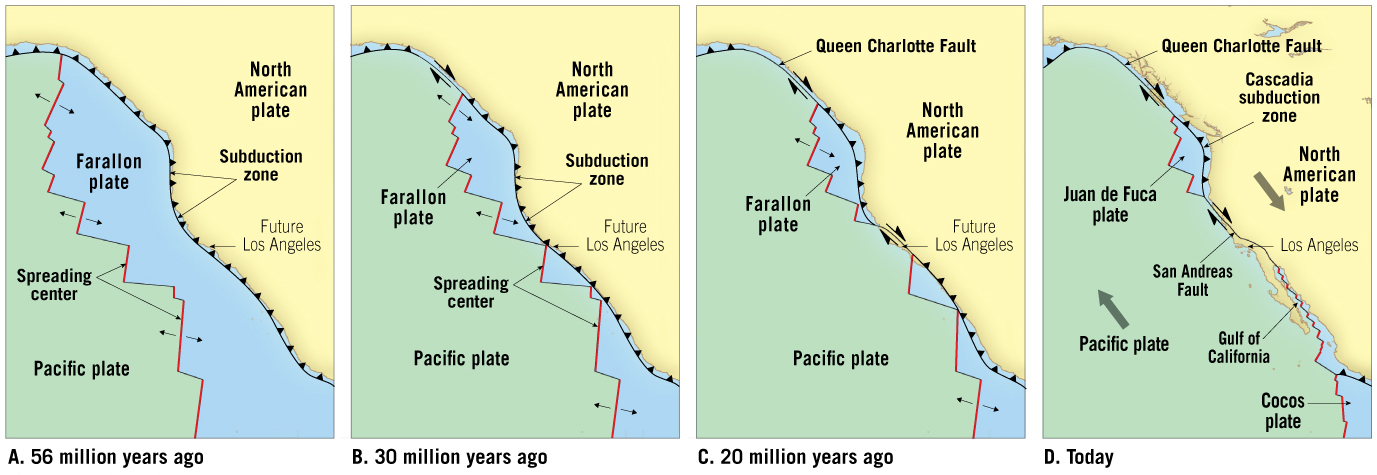 North
American
plate
Farallon
plate
Subduction
zone
Future
Los Angeles
Spreading
center
Pacific plate
A. 56 million years ago
North
American
plate
Subduction
zone
Farallon
plate
Future
Los Angeles
Spreading
center
Pacific plate
B. 30 million years ago
Queen Charlotte Fault
North
American
plate
Farallon
plate
Future
Los Angeles
Pacific plate
C. 20 million years ago
Queen Charlotte Fault
Cascadia
subduction
zone
North
American
plate
Juan de Fuca
plate
Los Angeles
San Andreas
Fault
Pacific plate
Gulf of
California
Cocos
plate
D. Today